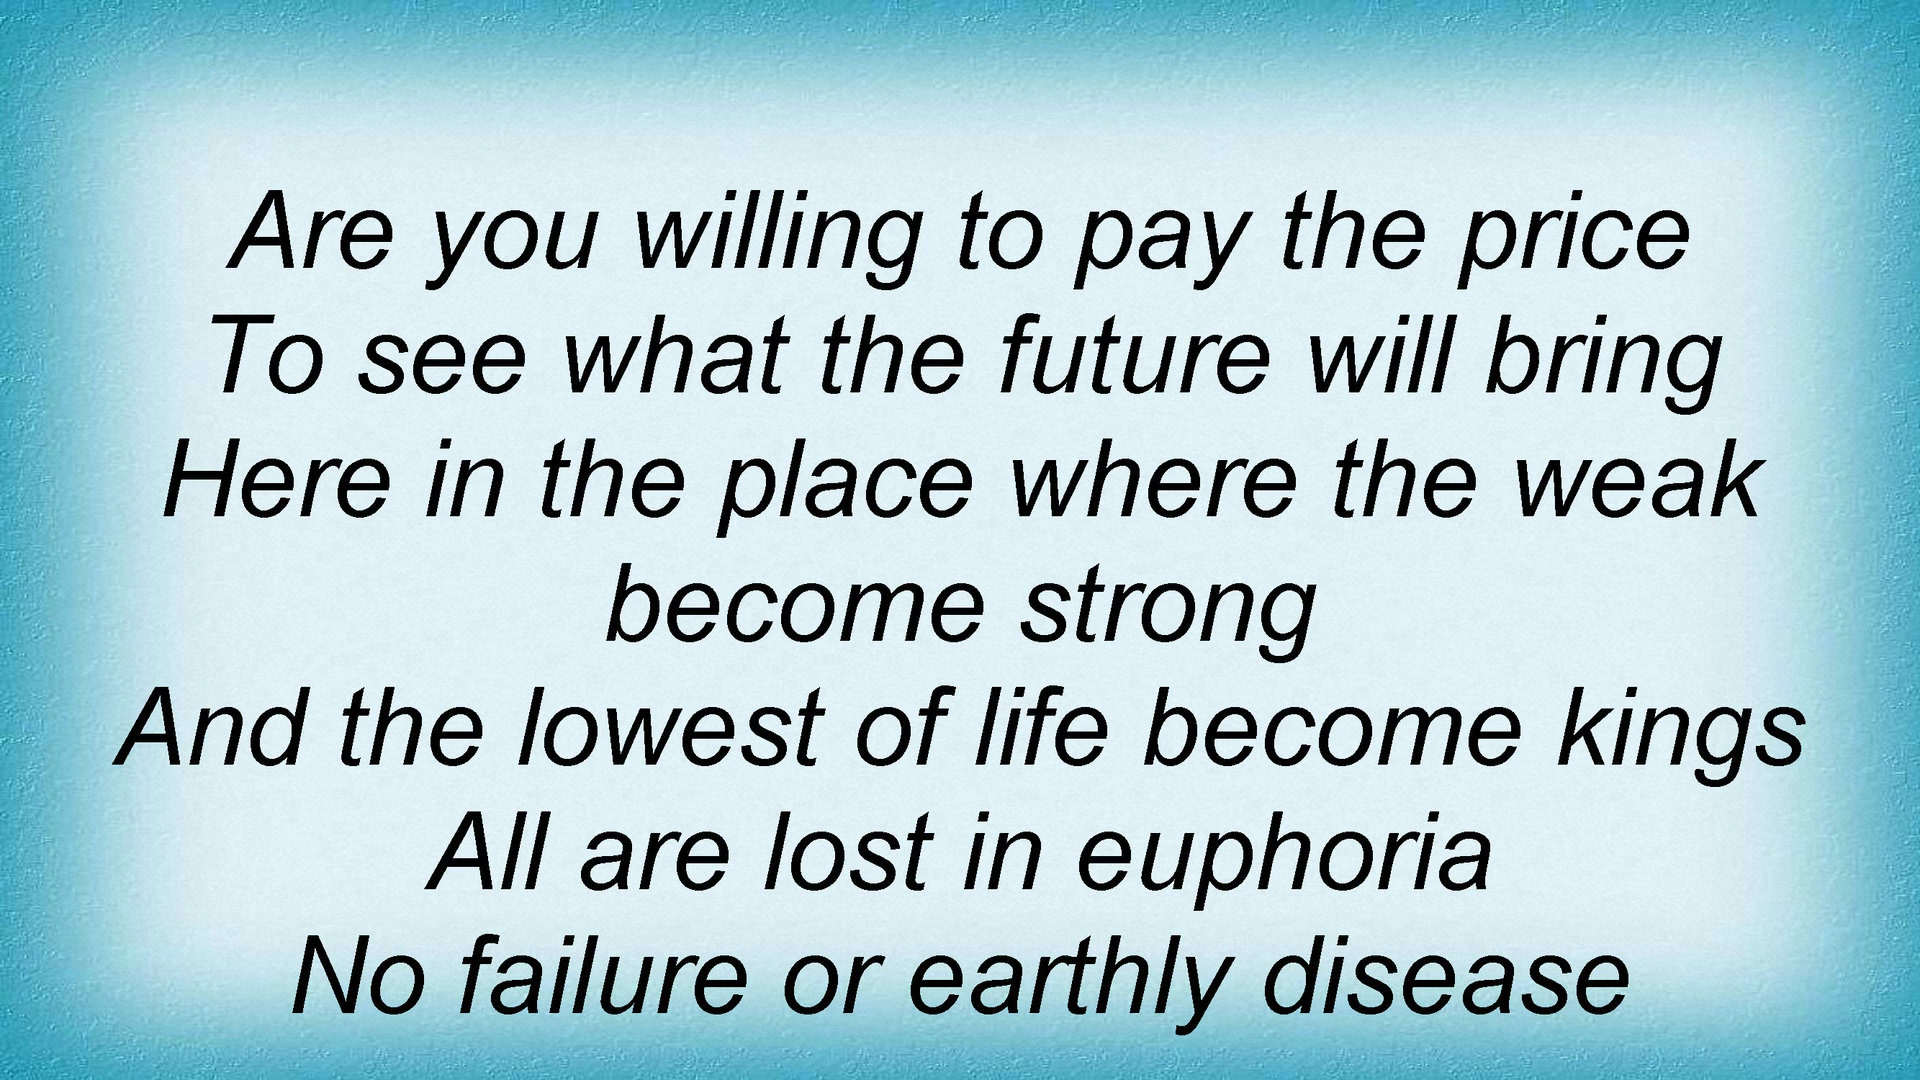 Are you willing to pay the price
To see what the future will bring
Here in the place where the weak
become strong
And the lowest of life become kings
All are lost in euphoria
No failure or earthly disease